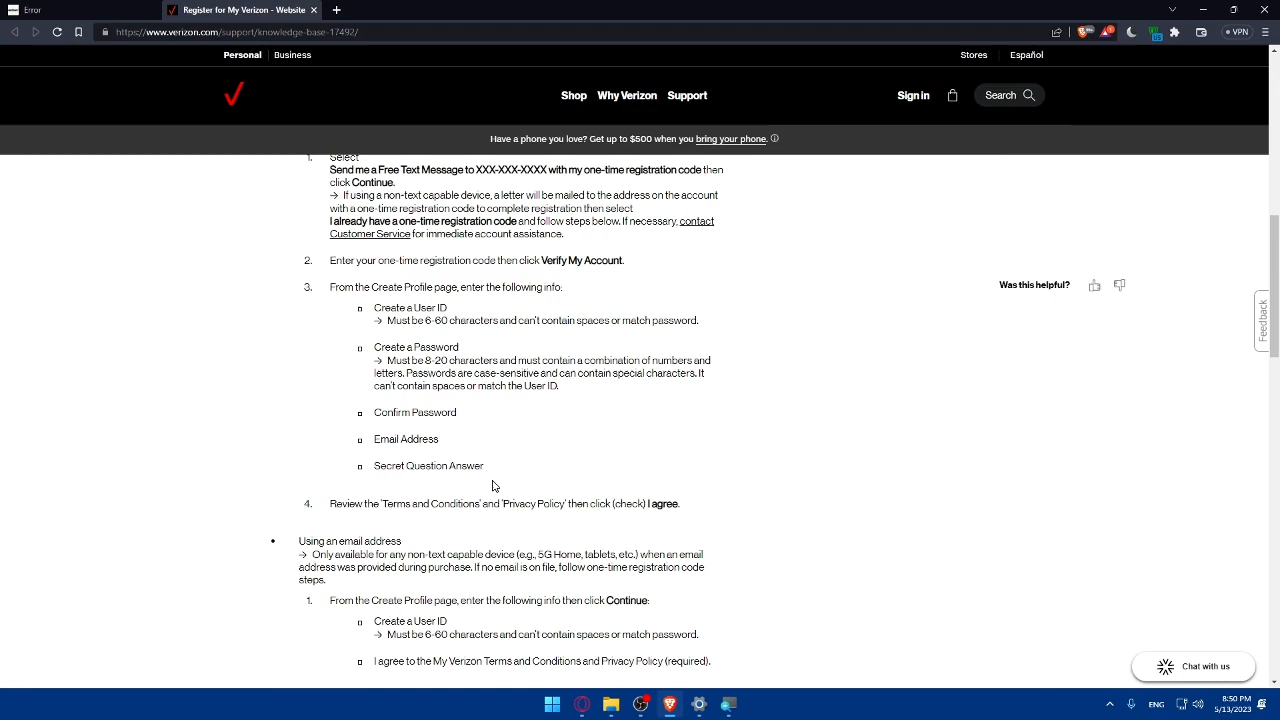 Error
Register for My Verizon - Website
https://www.verizon.com/support/knowledge-base-17492/
VPN
Personal
Business
Stores
Español
Shop
Why Verizon
Support
Sign in
Search
Have a phone you love? Get up to $500 when you bring your phone.
1. Select
Send me a Free Text Message to XXX-XXX-XXXX with my one-time registration code then
click Continue.
→ If using a non-text capable device, a letter will be mailed to the address on the account
with a one-time registration code to complete registration then select
I already have a one-time registration code and follow steps below. If necessary, contact
Customer Service for immediate account assistance.
2. Enter your one-time registration code then click Verify My Account.
Was this helpful?
3. From the Create Profile page, enter the following info:
Create a User ID
→ Must be 6-60 characters and can't contain spaces or match password.
Feedback
Create a Password
→ Must be 8-20 characters and must contain a combination of numbers and
letters. Passwords are case-sensitive and can contain special characters. It
can't contain spaces or match the User ID.
Confirm Password
Email Address
Secret Question Answer
4. Review the 'Terms and Conditions' and 'Privacy Policy' then click (check) I agree.
• Using an email address
→ Only available for any non-text capable device (e.g., 5G Home, tablets, etc.) when an email
address was provided during purchase. If no email is on file, follow one-time registration code
steps.
1. From the Create Profile page, enter the following info then click Continue:
Create a User ID
→ Must be 6-60 characters and can't contain spaces or match password.
I agree to the My Verizon Terms and Conditions and Privacy Policy (required).
Chat with us
ENG
8:50 PM
5/13/2023